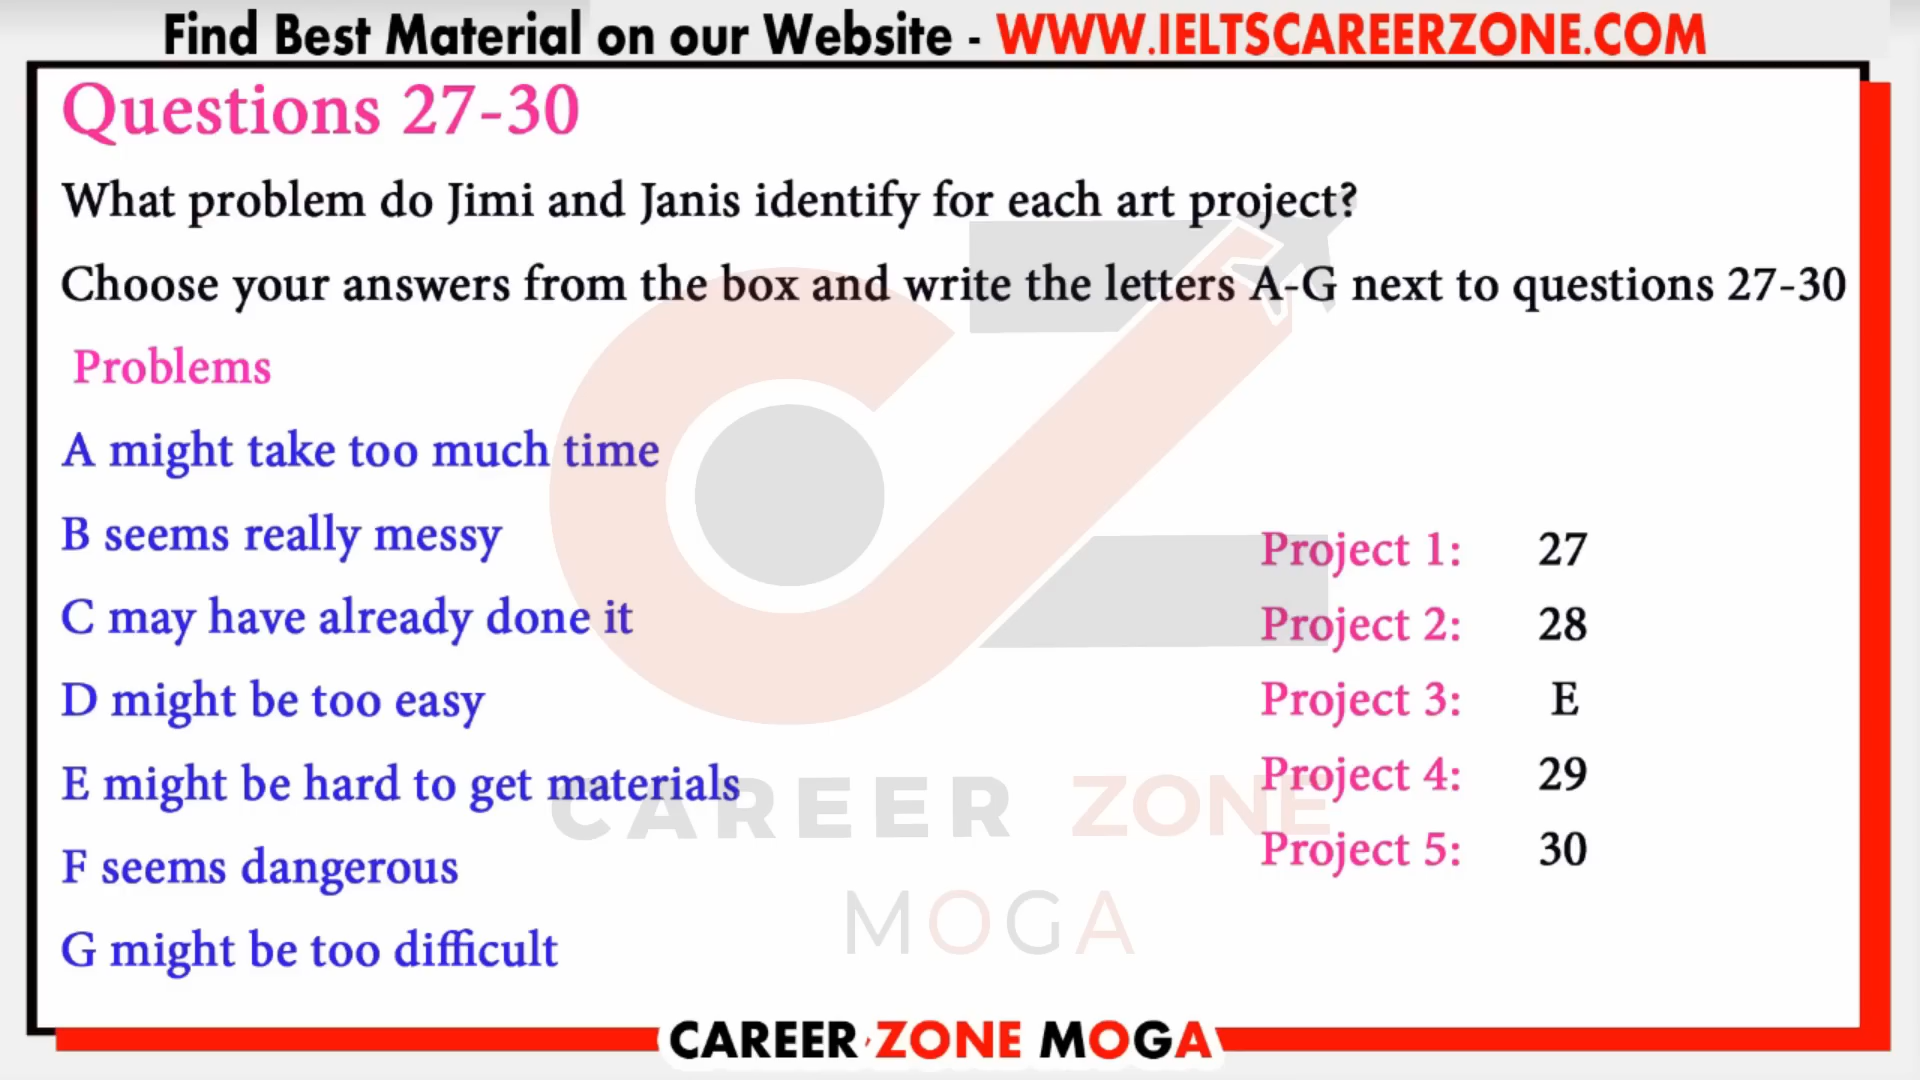 Find Best Material on our Website - WWW.IELTSCAREERZONE.COM
Questions 27-30
What problem do Jimi and Janis identify for each art project?
Choose your answers from the box and write the letters A-G next to questions 27-30
Problems
A might take too much time
B seems really messy
C may have already done it
D might be too easy
E might be hard to get materials
F seems dangerous
G might be too difficult
Project 1: 27
Project 2: 28
Project 3: E
Project 4: 29
Project 5: 30
CAREER ZONE
MOGA
CAREER ZONE MOGA